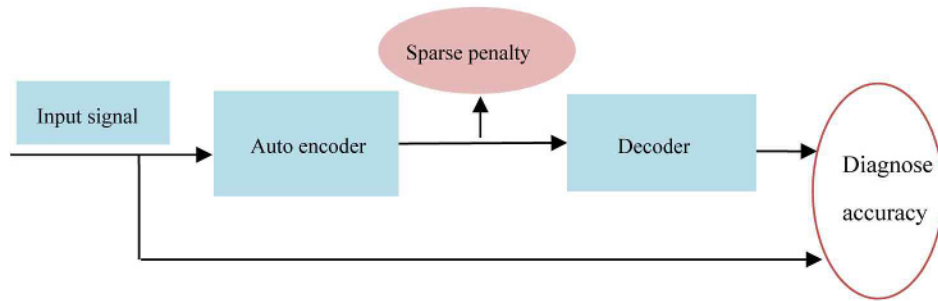 Sparse penalty
Input signal
Auto encoder
Decoder
Diagnose
accuracy